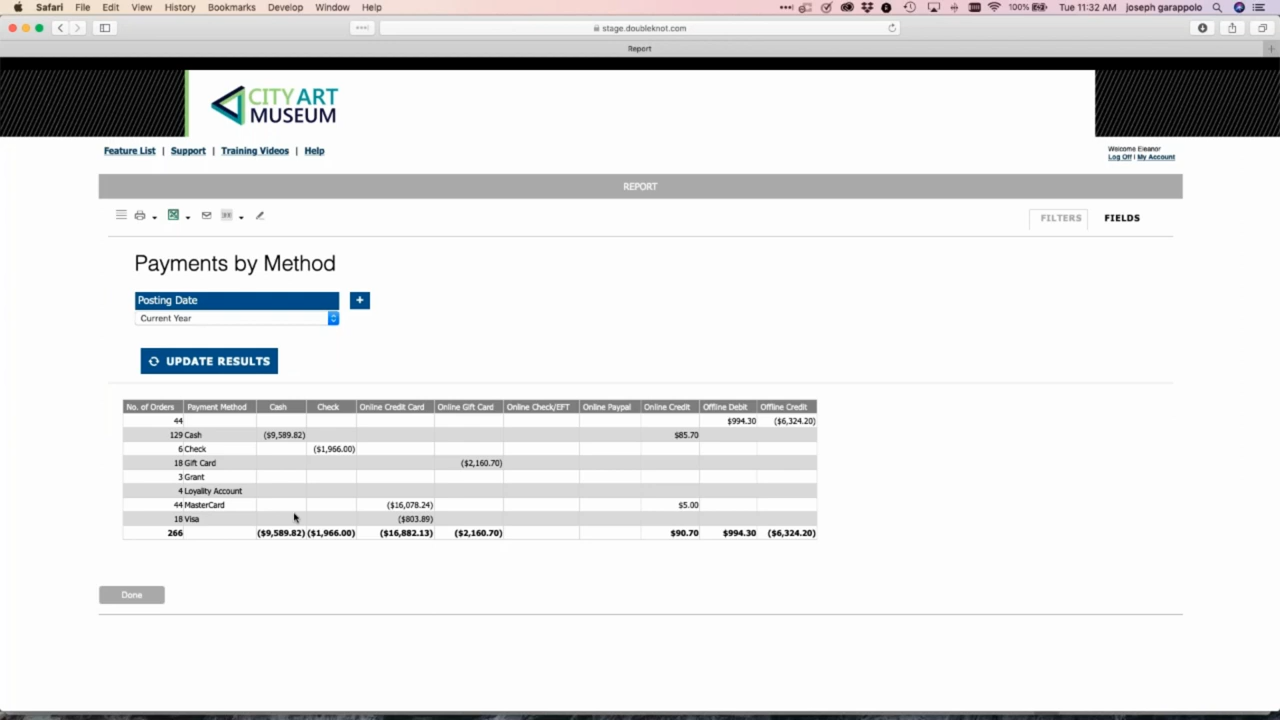 Safari File Edit View History Bookmarks Develop Window Help 100% Tue 11:32 AM joseph garappolo
stage.doubleknot.com
Report
CITY ART
MUSEUM
Feature List | Support | Training Videos | Help
Welcome Eleanor
Log Off | My Account
REPORT
FILTERS FIELDS
Payments by Method
Posting Date +
Current Year
UPDATE RESULTS
No. of Orders Payment Method Cash Check Online Credit Card Online Gift Card Online Check/EFT Online Paypal Online Credit Offline Debit Offline Credit
44 $994.30 ($6,324.20)
129 Cash ($9,589.82) $85.70
6 Check ($1,966.00)
18 Gift Card ($2,160.70)
3 Grant
4 Loyality Account
44 MasterCard ($16,078.24) $5.00
18 Visa ($803.89)
266 ($9,589.82) ($1,966.00) ($16,882.13) ($2,160.70) $90.70 $994.30 ($6,324.20)
Done